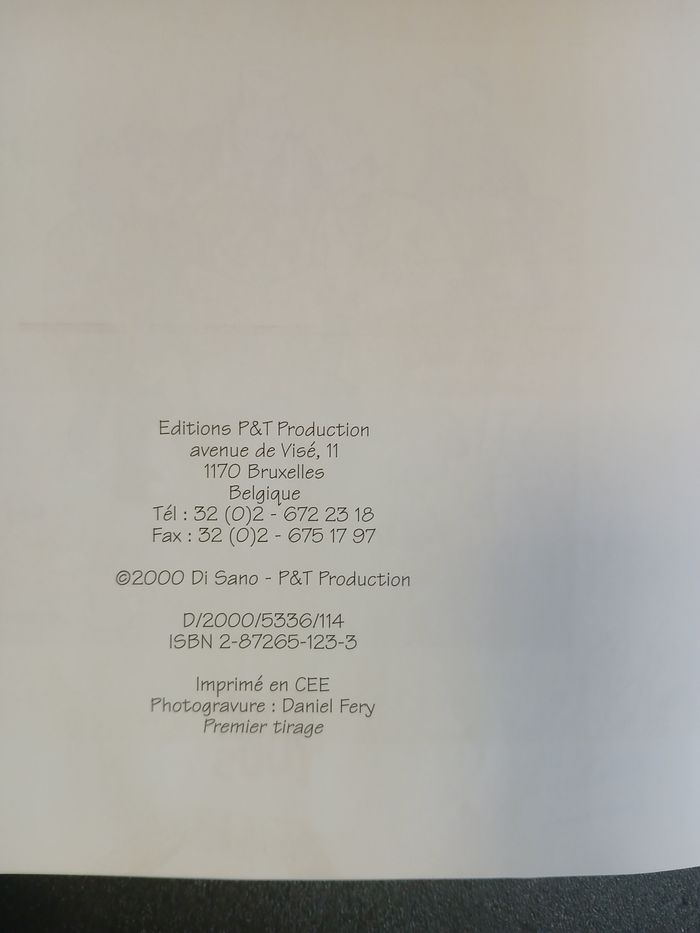 Editions P&T Production
avenue de Visé, 11
1170 Bruxelles
Belgique
Tél : 32 (0)2 - 672 23 18
Fax : 32 (0)2 - 675 17 97
©2000 Di Sano - P&T Production
D/2000/5336/114
ISBN 2-87265-123-3
Imprimé en CEE
Photogravure : Daniel Fery
Premier tirage